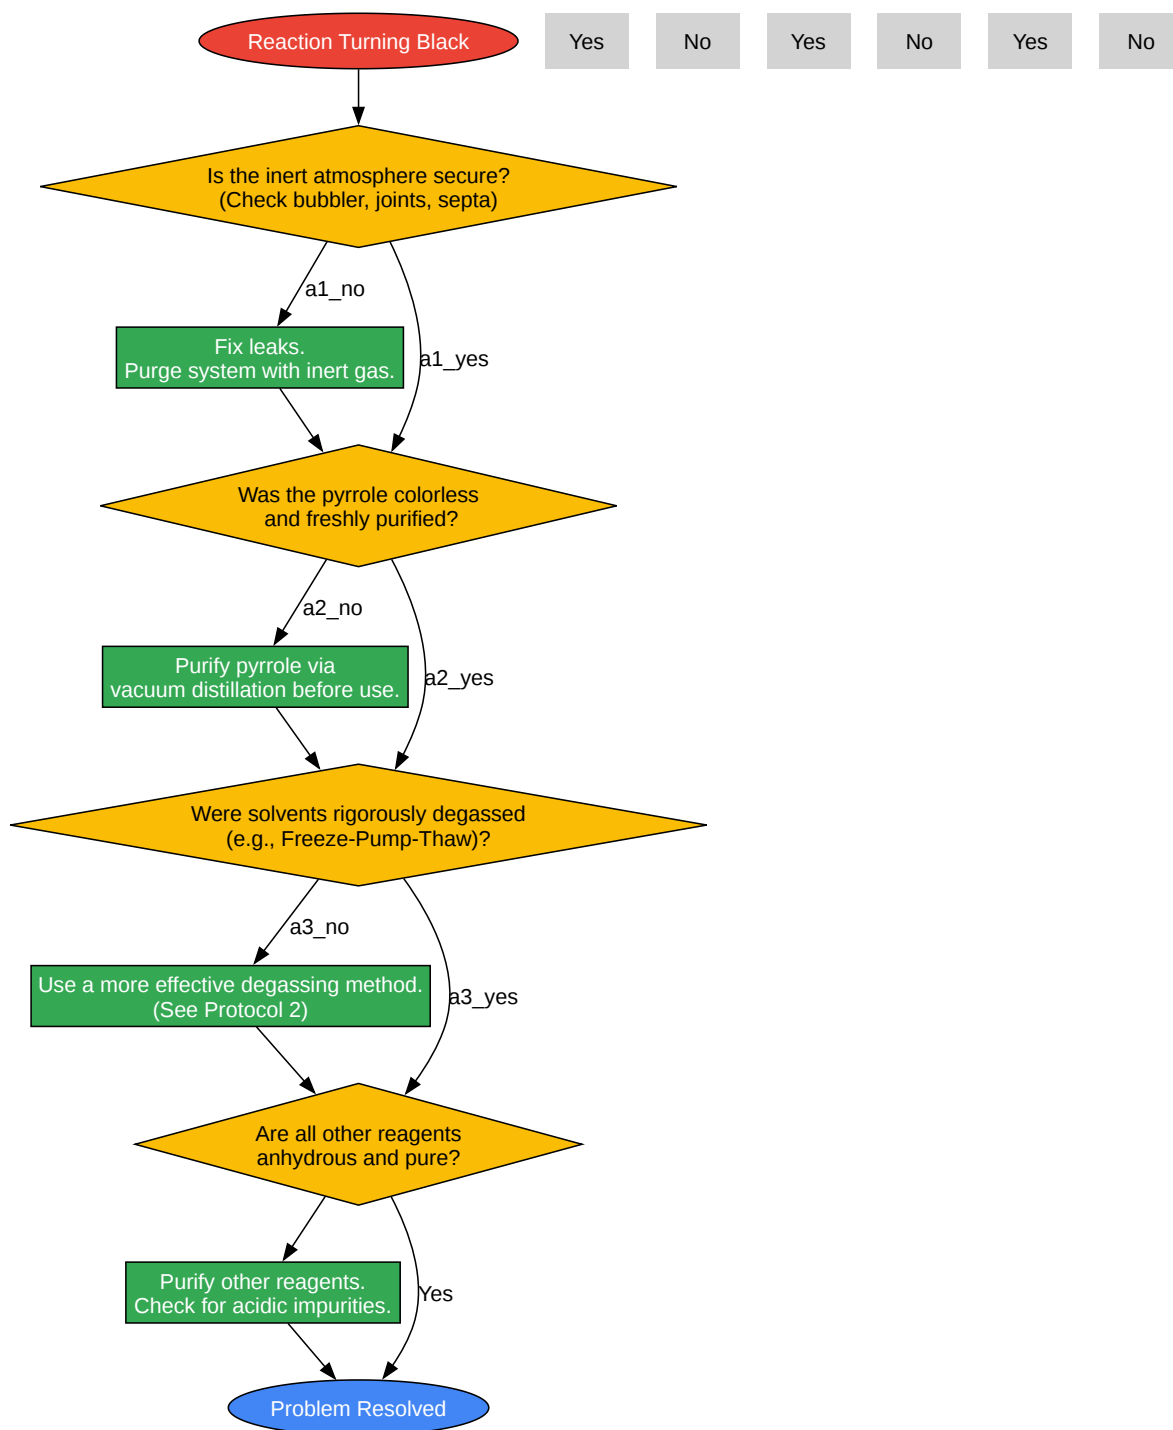 Reaction Turning Black
Yes
No
Yes
No
Yes
No
Is the inert atmosphere secure?
(Check bubbler, joints, septa)
a1_no
Fix leaks.
Purge system with inert gas.
a1_yes
Was the pyrrole colorless
and freshly purified?
a2_no
Purify pyrrole via
vacuum distillation before use.
a2_yes
Were solvents rigorously degassed
(e.g., Freeze-Pump-Thaw)?
a3_no
Use a more effective degassing method.
(See Protocol 2)
a3_yes
Are all other reagents
anhydrous and pure?
Purify other reagents.
Check for acidic impurities.
Yes
Problem Resolved